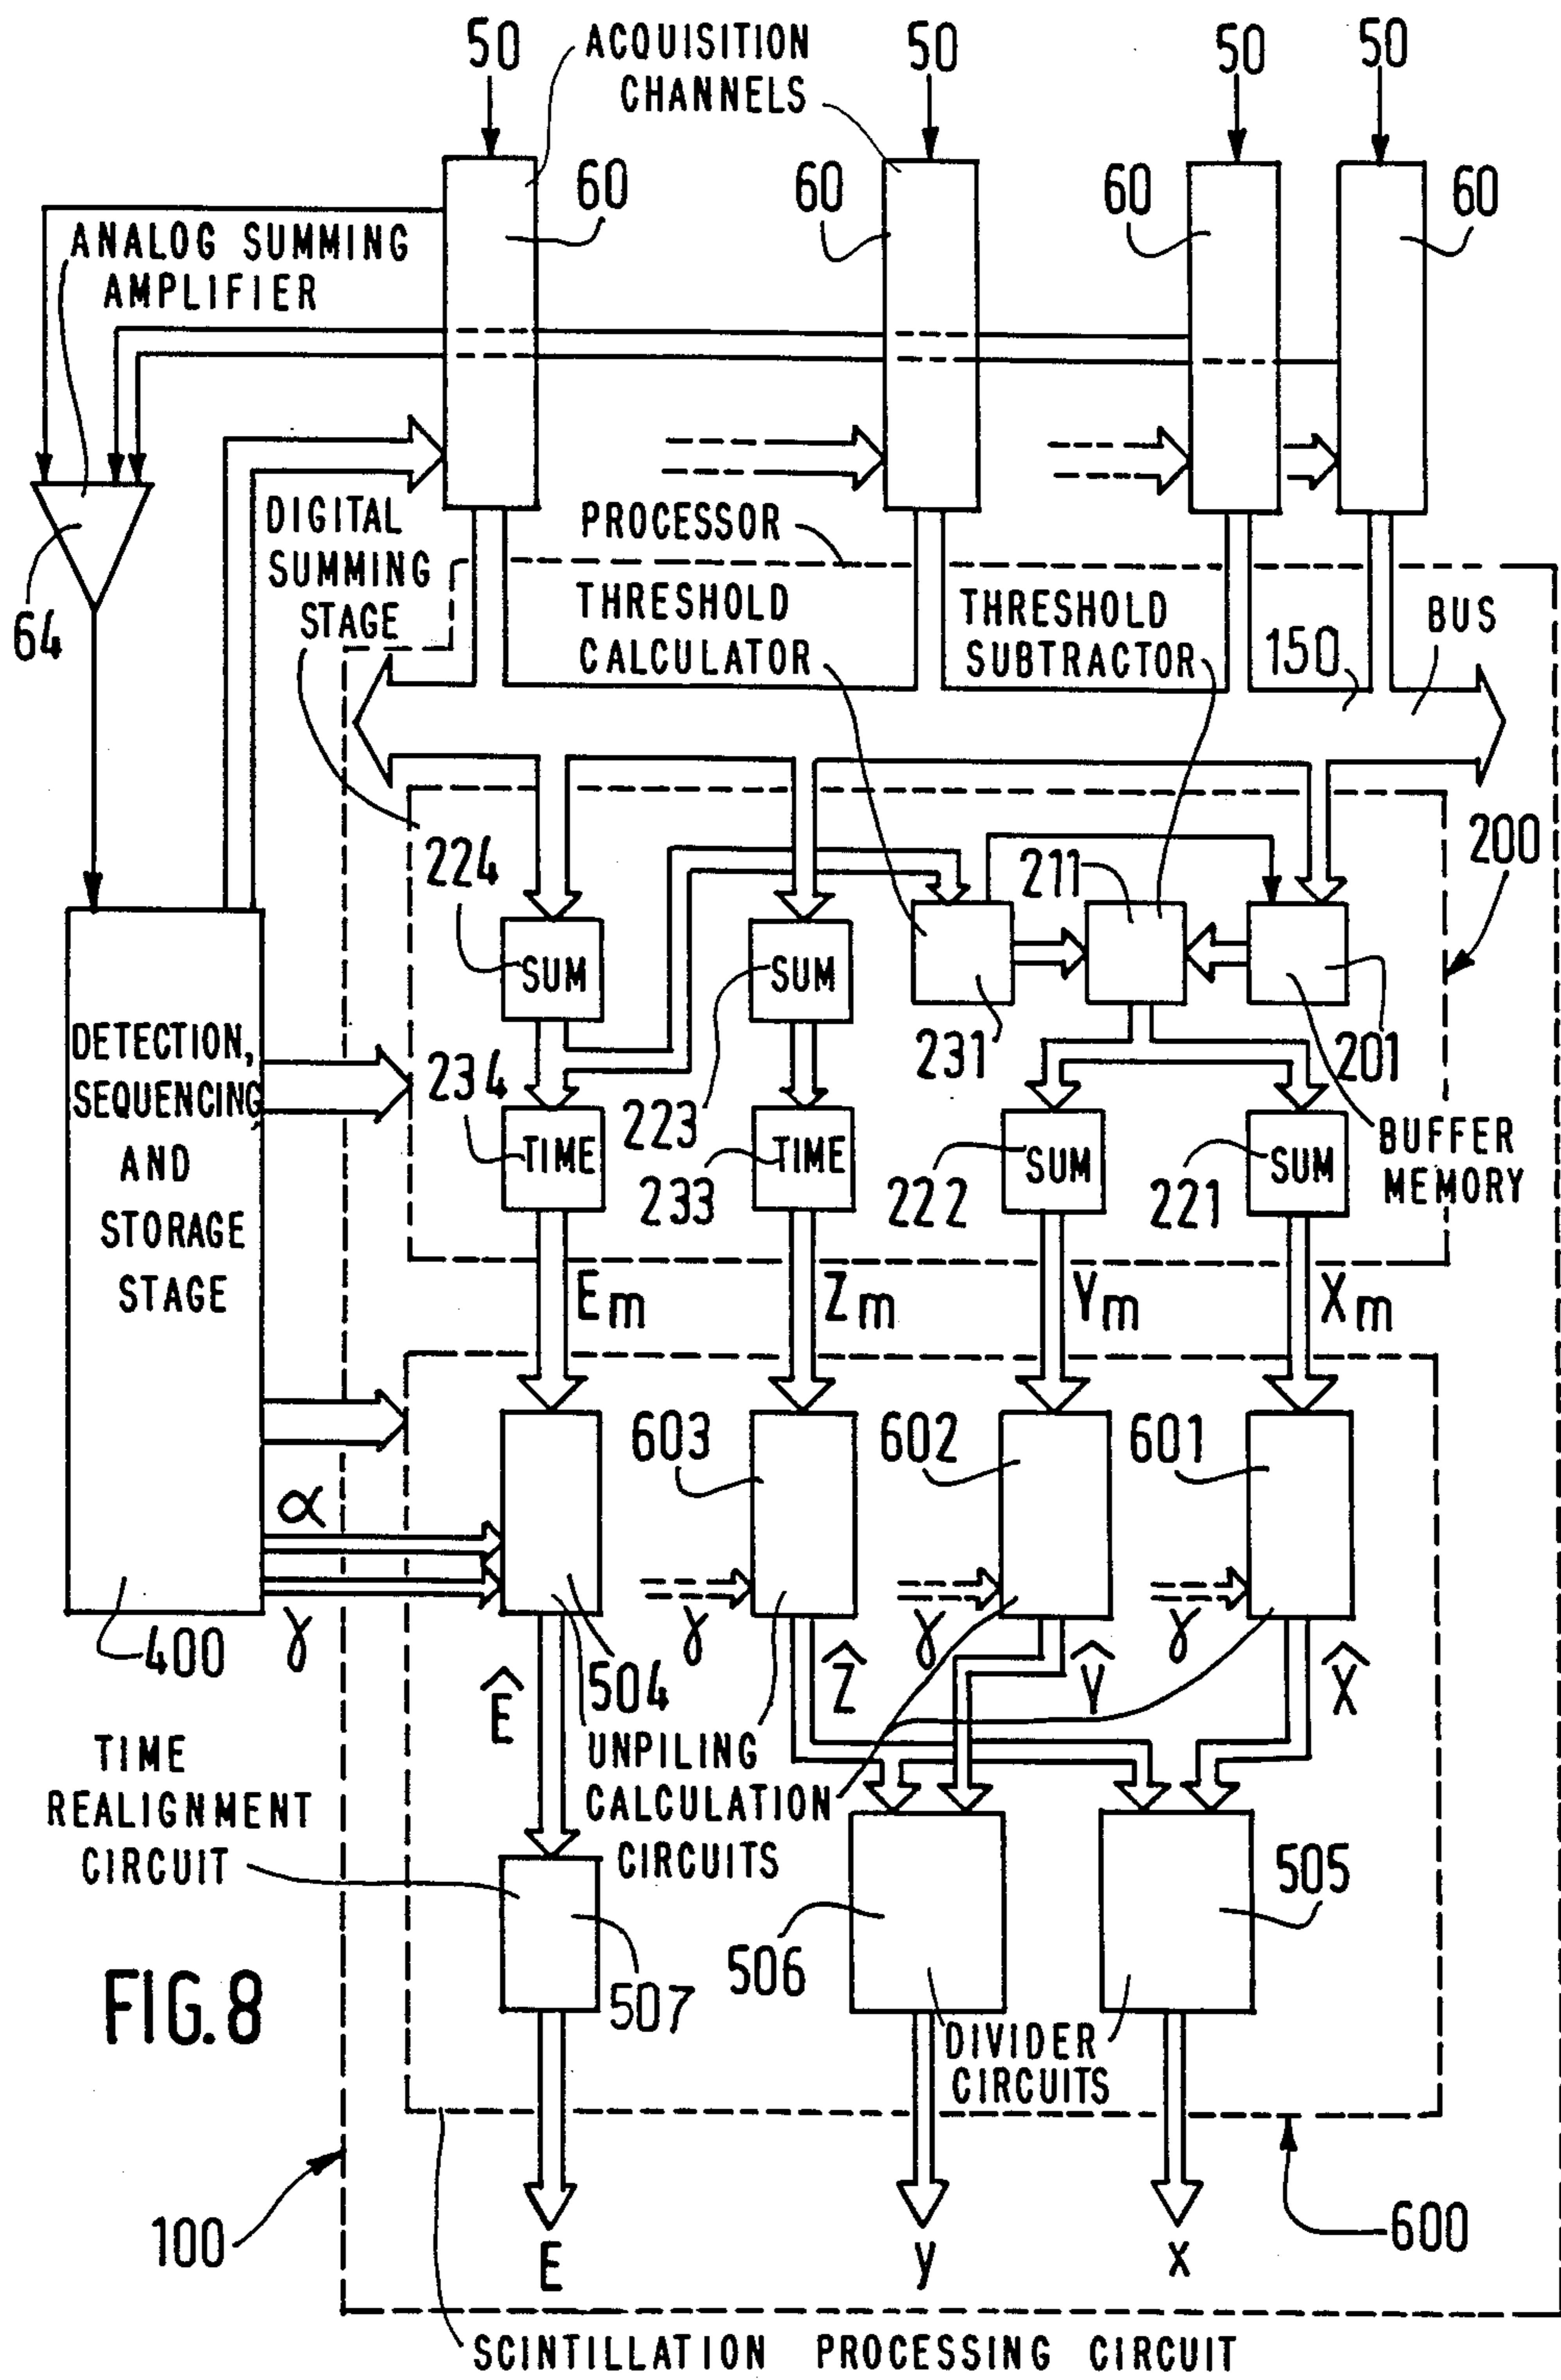 50
ACQUISITION
CHANNELS
50
50
50
60
60
60
60
ANALOG SUMMING
AMPLIFIER
64
DIGITAL
SUMMING
STAGE
PROCESSOR
THRESHOLD
CALCULATOR
THRESHOLD
SUBTRACTOR
150
BUS
200
224
SUM
SUM
211
231
201
234
TIME
223
TIME
233
SUM
222
SUM
221
BUFFER
MEMORY
DETECTION,
SEQUENCING
AND
STORAGE
STAGE
Em
Zm
Ym
Xm
603
602
601
α
γ
γ
γ
γ
400
504
Ê
Ẑ
Ŷ
X̂
UNPILING
CALCULATION
CIRCUITS
TIME
REALIGNMENT
CIRCUIT
507
506
505
DIVIDER
CIRCUITS
FIG.8
100
600
E
y
x
SCINTILLATION PROCESSING CIRCUIT